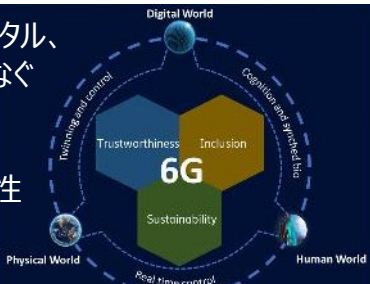 タル、
なぐ
性
Digital World
Twinning and control
Cognition and synched bio
Trustworthiness
Inclusion
6G
Sustainability
Physical World
Human World
Real time control